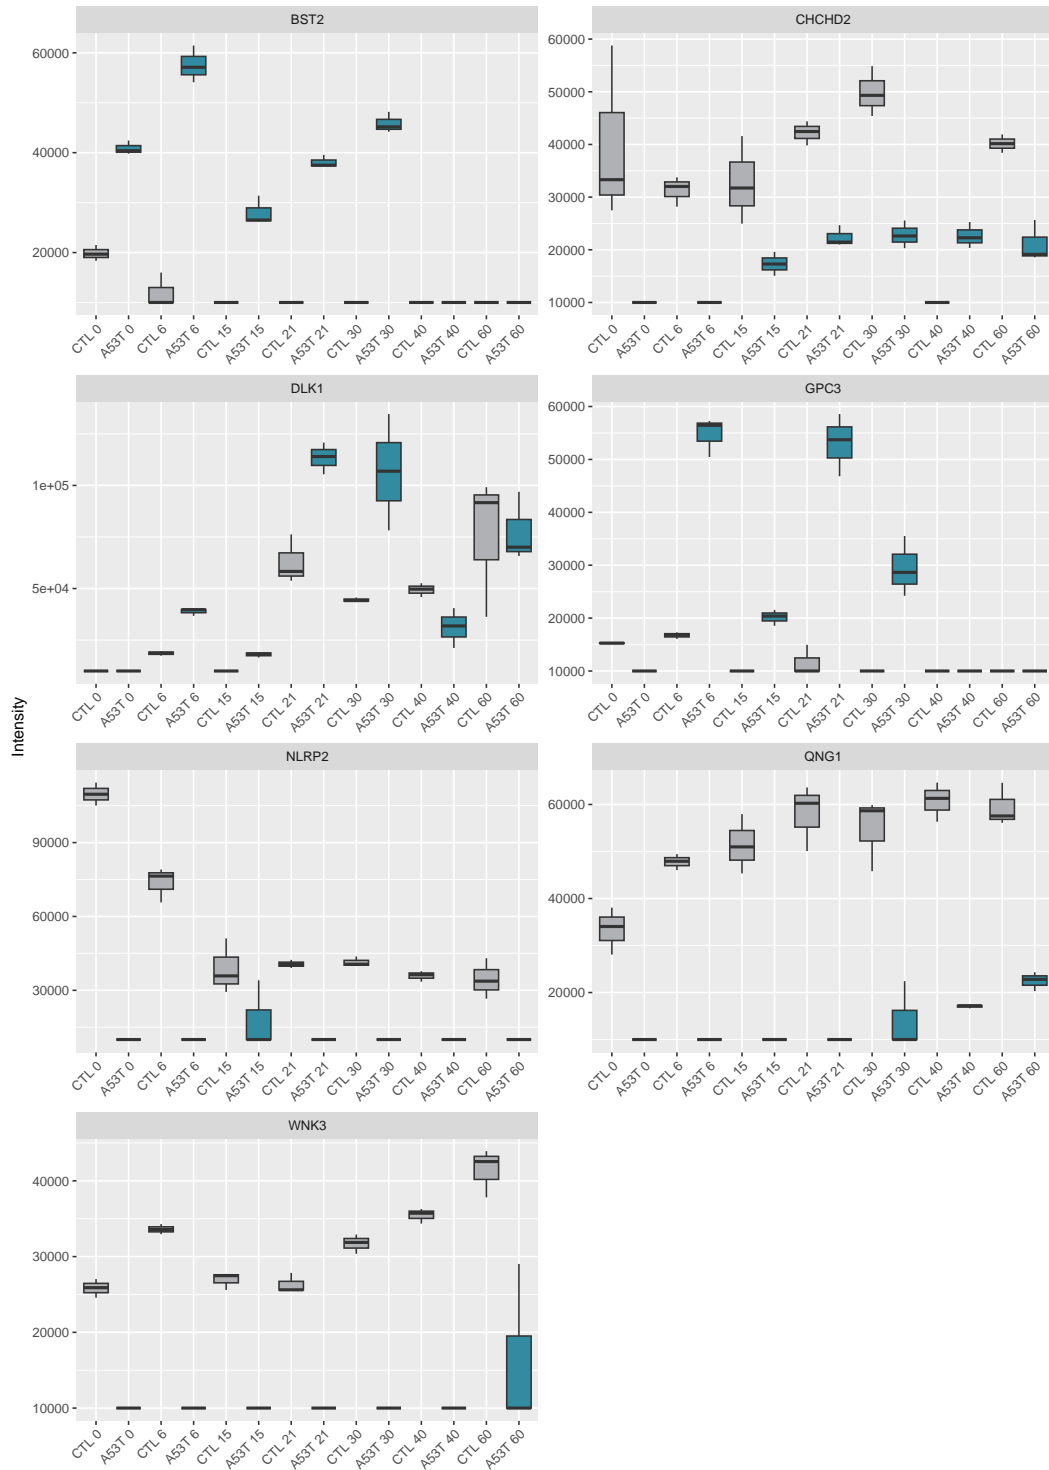 BST2
60000
40000
20000
CTL 0
A53T 0
CTL 6
A53T 6
CTL 15
A53T 15
CTL 21
A53T 21
CTL 30
A53T 30
CTL 40
A53T 40
CTL 60
A53T 60
CHCHD2
60000
50000
40000
30000
20000
10000
CTL 0
A53T 0
CTL 6
A53T 6
CTL 15
A53T 15
CTL 21
A53T 21
CTL 30
A53T 30
CTL 40
A53T 40
CTL 60
A53T 60
DLK1
1e+05
5e+04
CTL 0
A53T 0
CTL 6
A53T 6
CTL 15
A53T 15
CTL 21
A53T 21
CTL 30
A53T 30
CTL 40
A53T 40
CTL 60
A53T 60
GPC3
60000
50000
40000
30000
20000
10000
CTL 0
A53T 0
CTL 6
A53T 6
CTL 15
A53T 15
CTL 21
A53T 21
CTL 30
A53T 30
CTL 40
A53T 40
CTL 60
A53T 60
Intensity
NLRP2
90000
60000
30000
CTL 0
A53T 0
CTL 6
A53T 6
CTL 15
A53T 15
CTL 21
A53T 21
CTL 30
A53T 30
CTL 40
A53T 40
CTL 60
A53T 60
QNG1
60000
40000
20000
CTL 0
A53T 0
CTL 6
A53T 6
CTL 15
A53T 15
CTL 21
A53T 21
CTL 30
A53T 30
CTL 40
A53T 40
CTL 60
A53T 60
WNK3
40000
30000
20000
10000
CTL 0
A53T 0
CTL 6
A53T 6
CTL 15
A53T 15
CTL 21
A53T 21
CTL 30
A53T 30
CTL 40
A53T 40
CTL 60
A53T 60